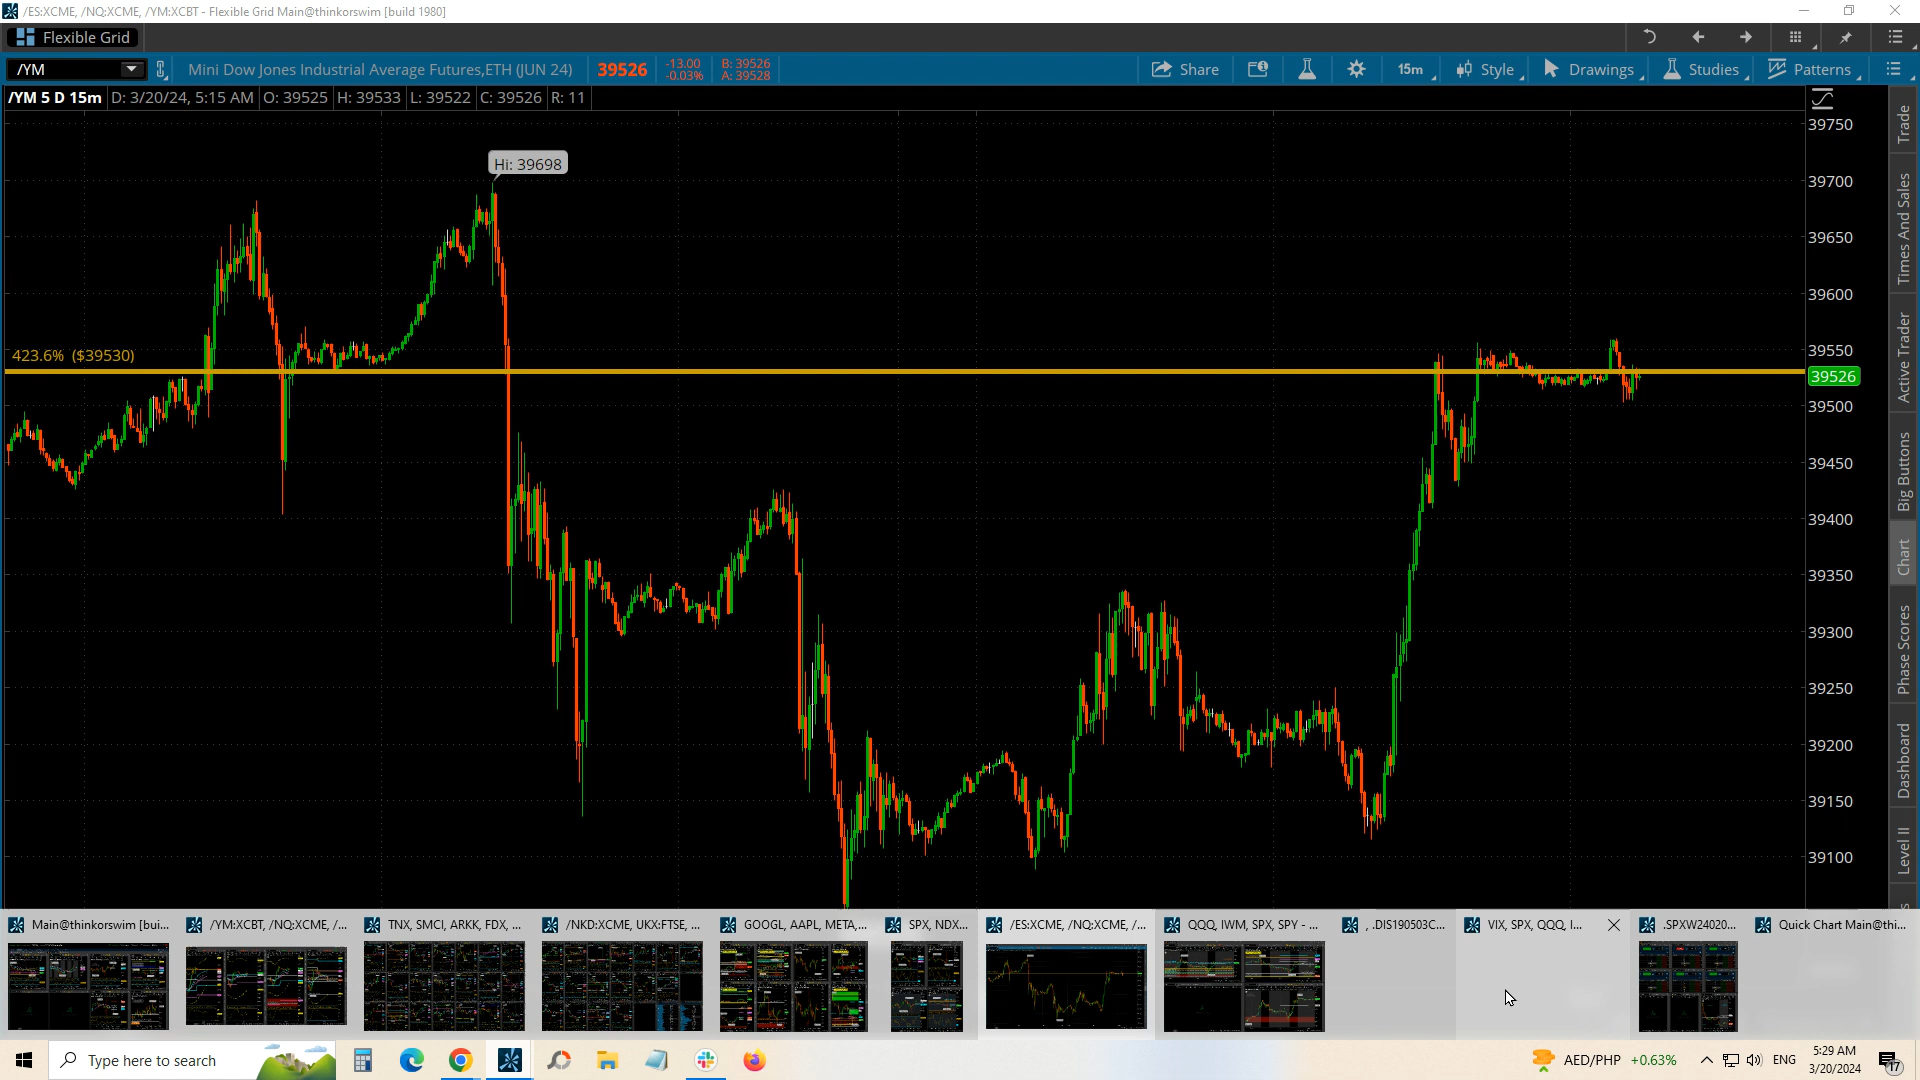 /ES:XCME, /NQ:XCME, /YM:XCBT - Flexible Grid Main@thinkorswim [build 1980]
Flexible Grid
/YM
Mini Dow Jones Industrial Average Futures,ETH (JUN 24)
39526
-13.00
-0.03%
B: 39526
A: 39528
Share
15m
Style
Drawings
Studies
Patterns
/YM 5 D 15m
D: 3/20/24, 5:15 AM
O: 39525
H: 39533
L: 39522
C: 39526
R: 11
Hi: 39698
423.6% ($39530)
39750
39700
39650
39600
39550
39526
39500
39450
39400
39350
39300
39250
39200
39150
39100
Trade
Times And Sales
Active Trader
Big Buttons
Chart
Phase Scores
Dashboard
Level II
Main@thinkorswim [bui...
/YM:XCBT, /NQ:XCME, /...
TNX, SMCI, ARKK, FDX, ...
/NKD:XCME, UKX:FTSE, ...
GOOGL, AAPL, META,...
SPX, NDX...
/ES:XCME, /NQ:XCME, /...
QQQ, IWM, SPX, SPY - ...
, .DIS190503C...
VIX, SPX, QQQ, I...
.SPXW24020...
Quick Chart Main@thi...
Type here to search
AED/PHP +0.63%
ENG
5:29 AM
3/20/2024
17